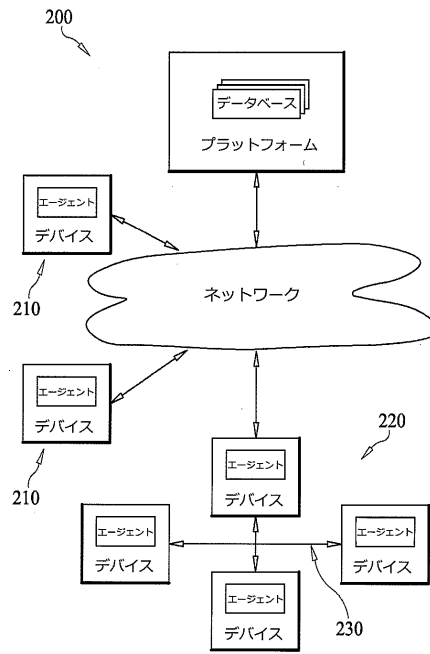 200
データベース
プラットフォーム
エージェント
デバイス
210
ネットワーク
エージェント
デバイス
210
220
エージェント
デバイス
エージェント
デバイス
エージェント
デバイス
230
エージェント
デバイス